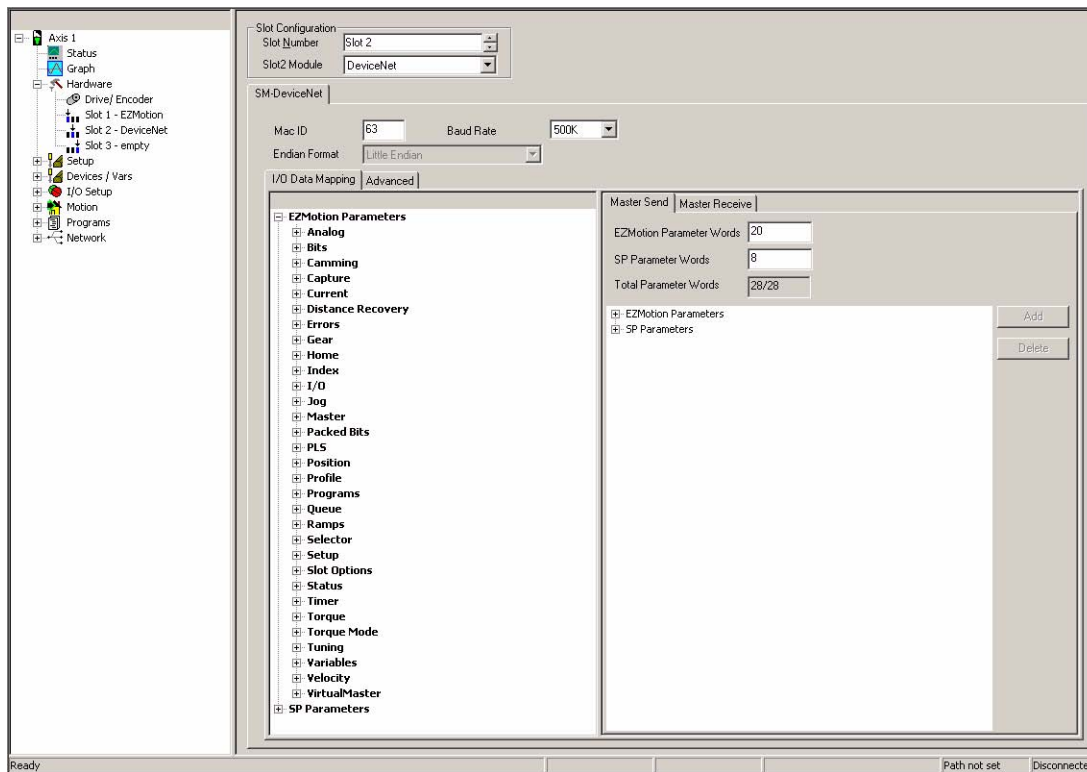 Axis 1
Status
Graph
Hardware
Drive/ Encoder
Slot 1 - EZMotion
Slot 2 - DeviceNet
Slot 3 - empty
Setup
Devices / Vars
I/O Setup
Motion
Programs
Network
Slot Configuration
Slot Number Slot 2
Slot2 Module DeviceNet
SM-DeviceNet
Mac ID 63 Baud Rate 500K
Endian Format Little Endian
I/O Data Mapping Advanced
EZMotion Parameters
Analog
Bits
Camming
Capture
Current
Distance Recovery
Errors
Gear
Home
Index
I/O
Jog
Master
Packed Bits
PLS
Position
Profile
Programs
Queue
Ramps
Selector
Setup
Slot Options
Status
Timer
Torque
Torque Mode
Tuning
Variables
Velocity
VirtualMaster
SP Parameters
Master Send Master Receive
EZMotion Parameter Words 20
SP Parameter Words 8
Total Parameter Words 28/28
EZMotion Parameters
SP Parameters
Add
Delete
Ready Path not set Disconnecte